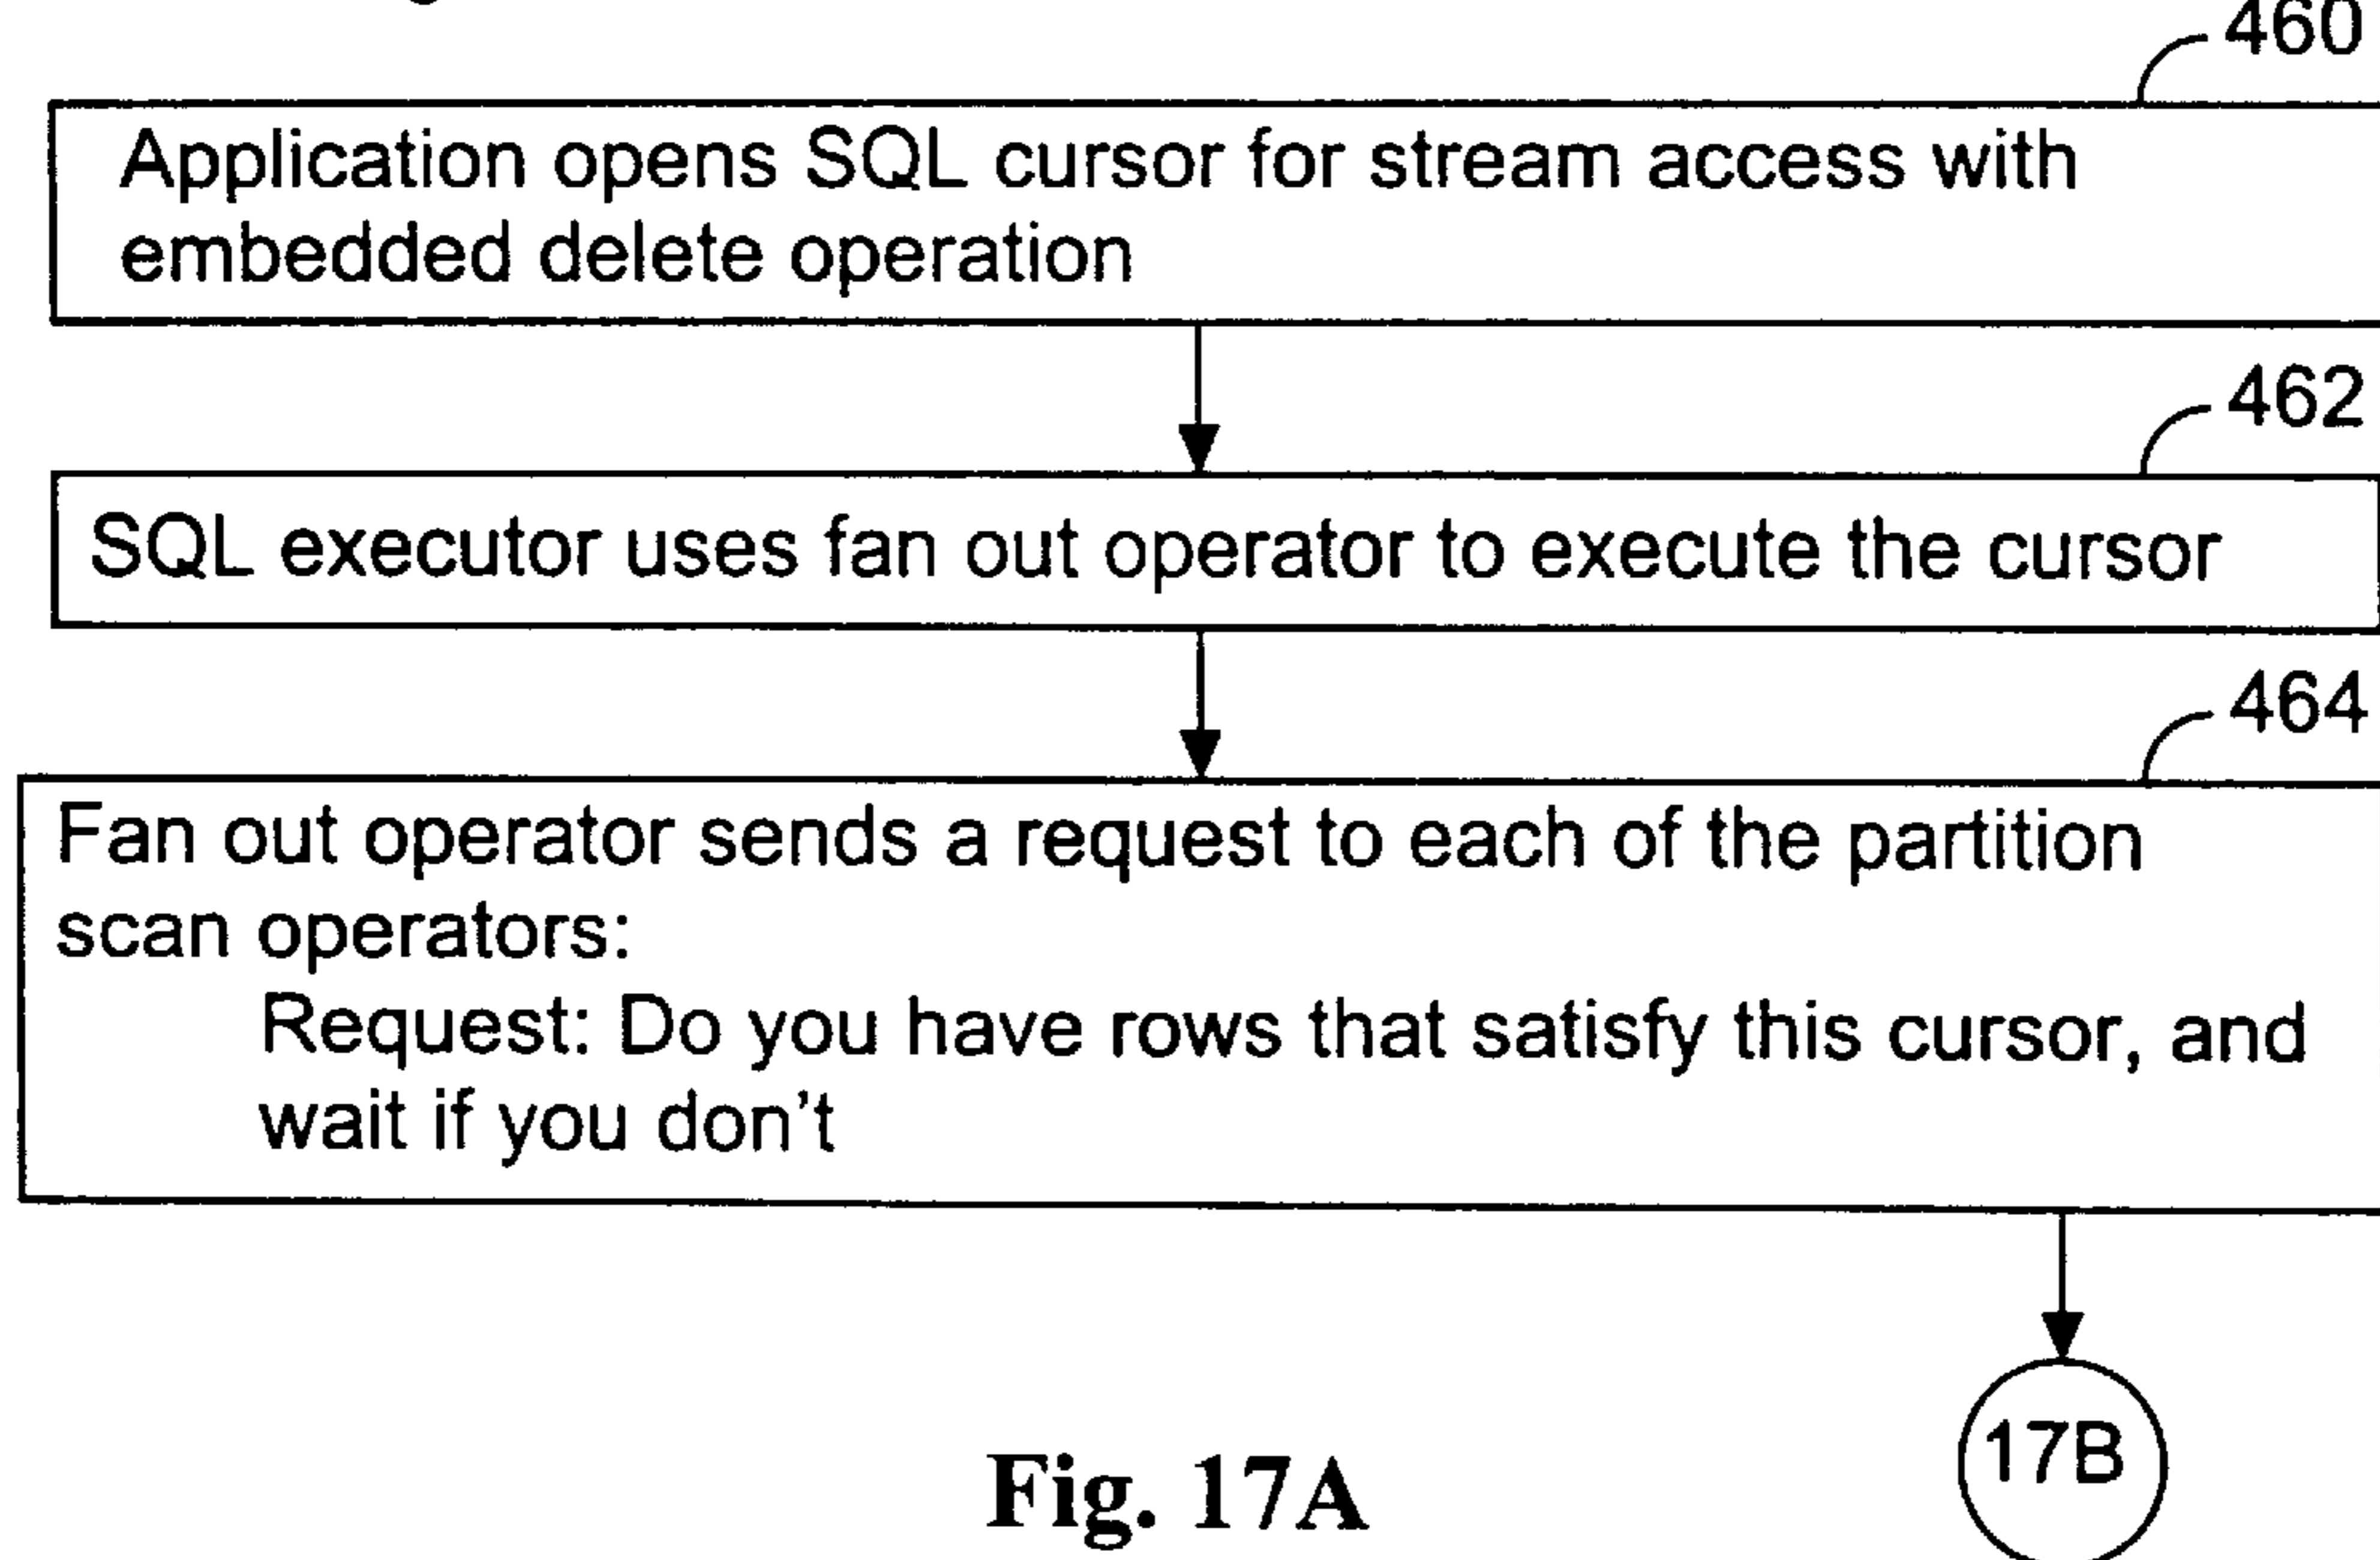 460
Application opens SQL cursor for stream access with
embedded delete operation
462
SQL executor uses fan out operator to execute the cursor
464
Fan out operator sends a request to each of the partition
scan operators:
Request: Do you have rows that satisfy this cursor, and
wait if you don't
17B
Fig. 17A